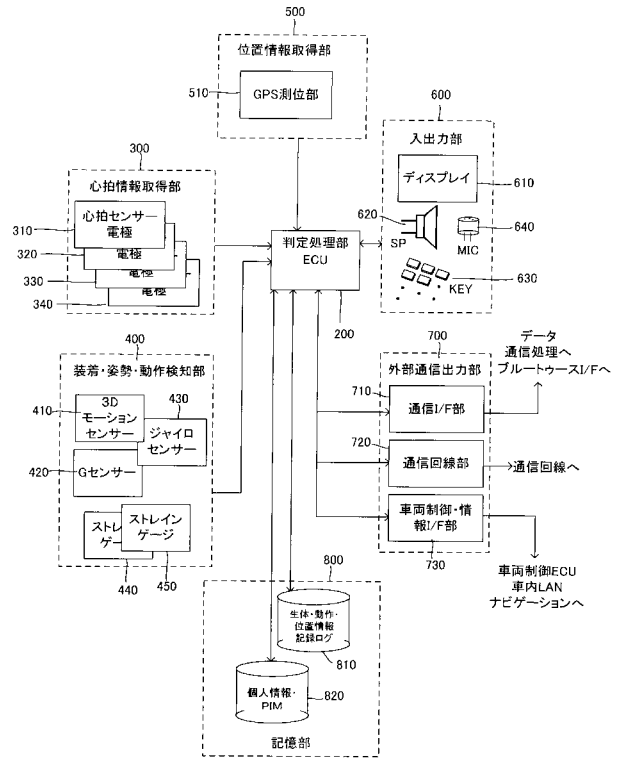 500
位置情報取得部
510
GPS測位部
600
入出力部
ディスプレイ
610
620
SP
640
MIC
630
KEY
300
心拍情報取得部
心拍センサー
電極
310
電極
320
電極
330
電極
340
判定処理部
ECU
200
400
装着・姿勢・動作検知部
410
3D
モーション
センサー
430
ジャイロ
センサー
420
Gセンサー
ストレイン
ゲージ
ストレ
ゲー
440
450
700
外部通信出力部
710
通信I/F部
データ
通信処理へ
ブルートゥースI/Fへ
720
通信回線部
通信回線へ
車両制御・情
報I/F部
730
車両制御ECU
車内LAN
ナビゲーションへ
800
生体・動作・
位置情報
記録ログ
810
個人情報・
PIM
820
記憶部